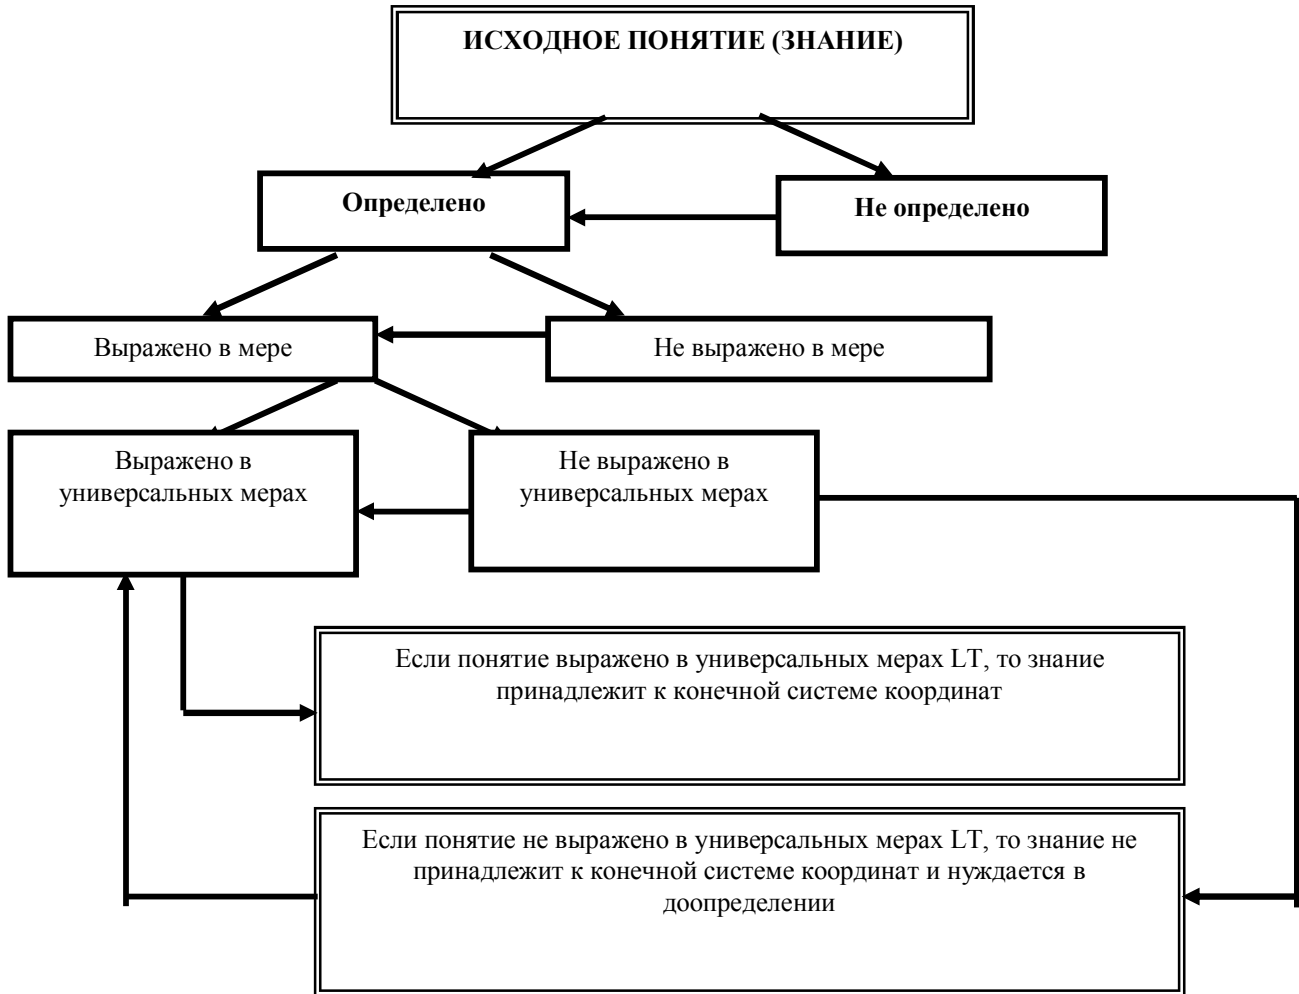 ИСХОДНОЕ ПОНЯТИЕ (ЗНАНИЕ)
Определено
Не определено
Выражено в мере
Не выражено в мере
Выражено в
универсальных мерах
Не выражено в
универсальных мерах
Если понятие выражено в универсальных мерах LT, то знание
принадлежит к конечной системе координат
Если понятие не выражено в универсальных мерах LT, то знание не
принадлежит к конечной системе координат и нуждается в
доопределении